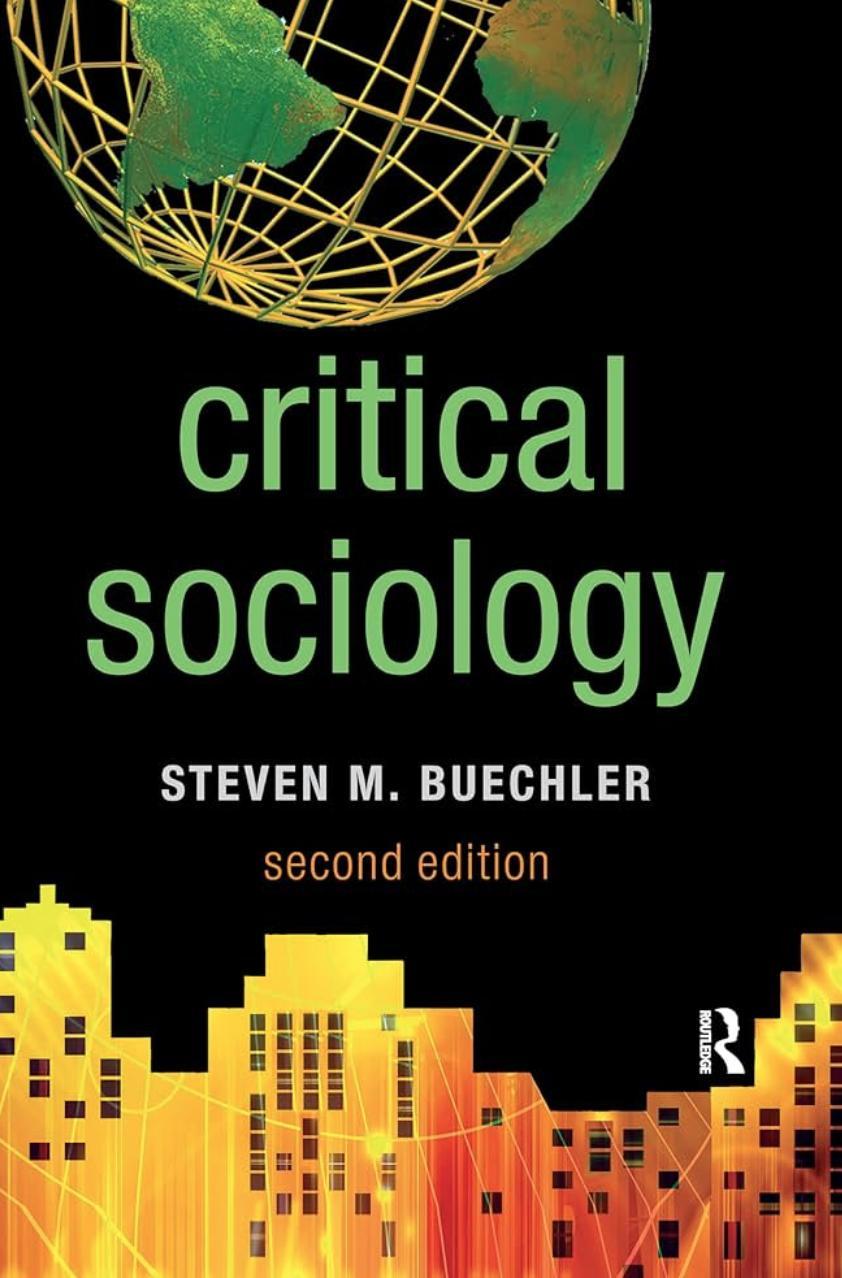 critical
sociology
STEVEN M. BUECHLER
second edition
ROUTLEDGE